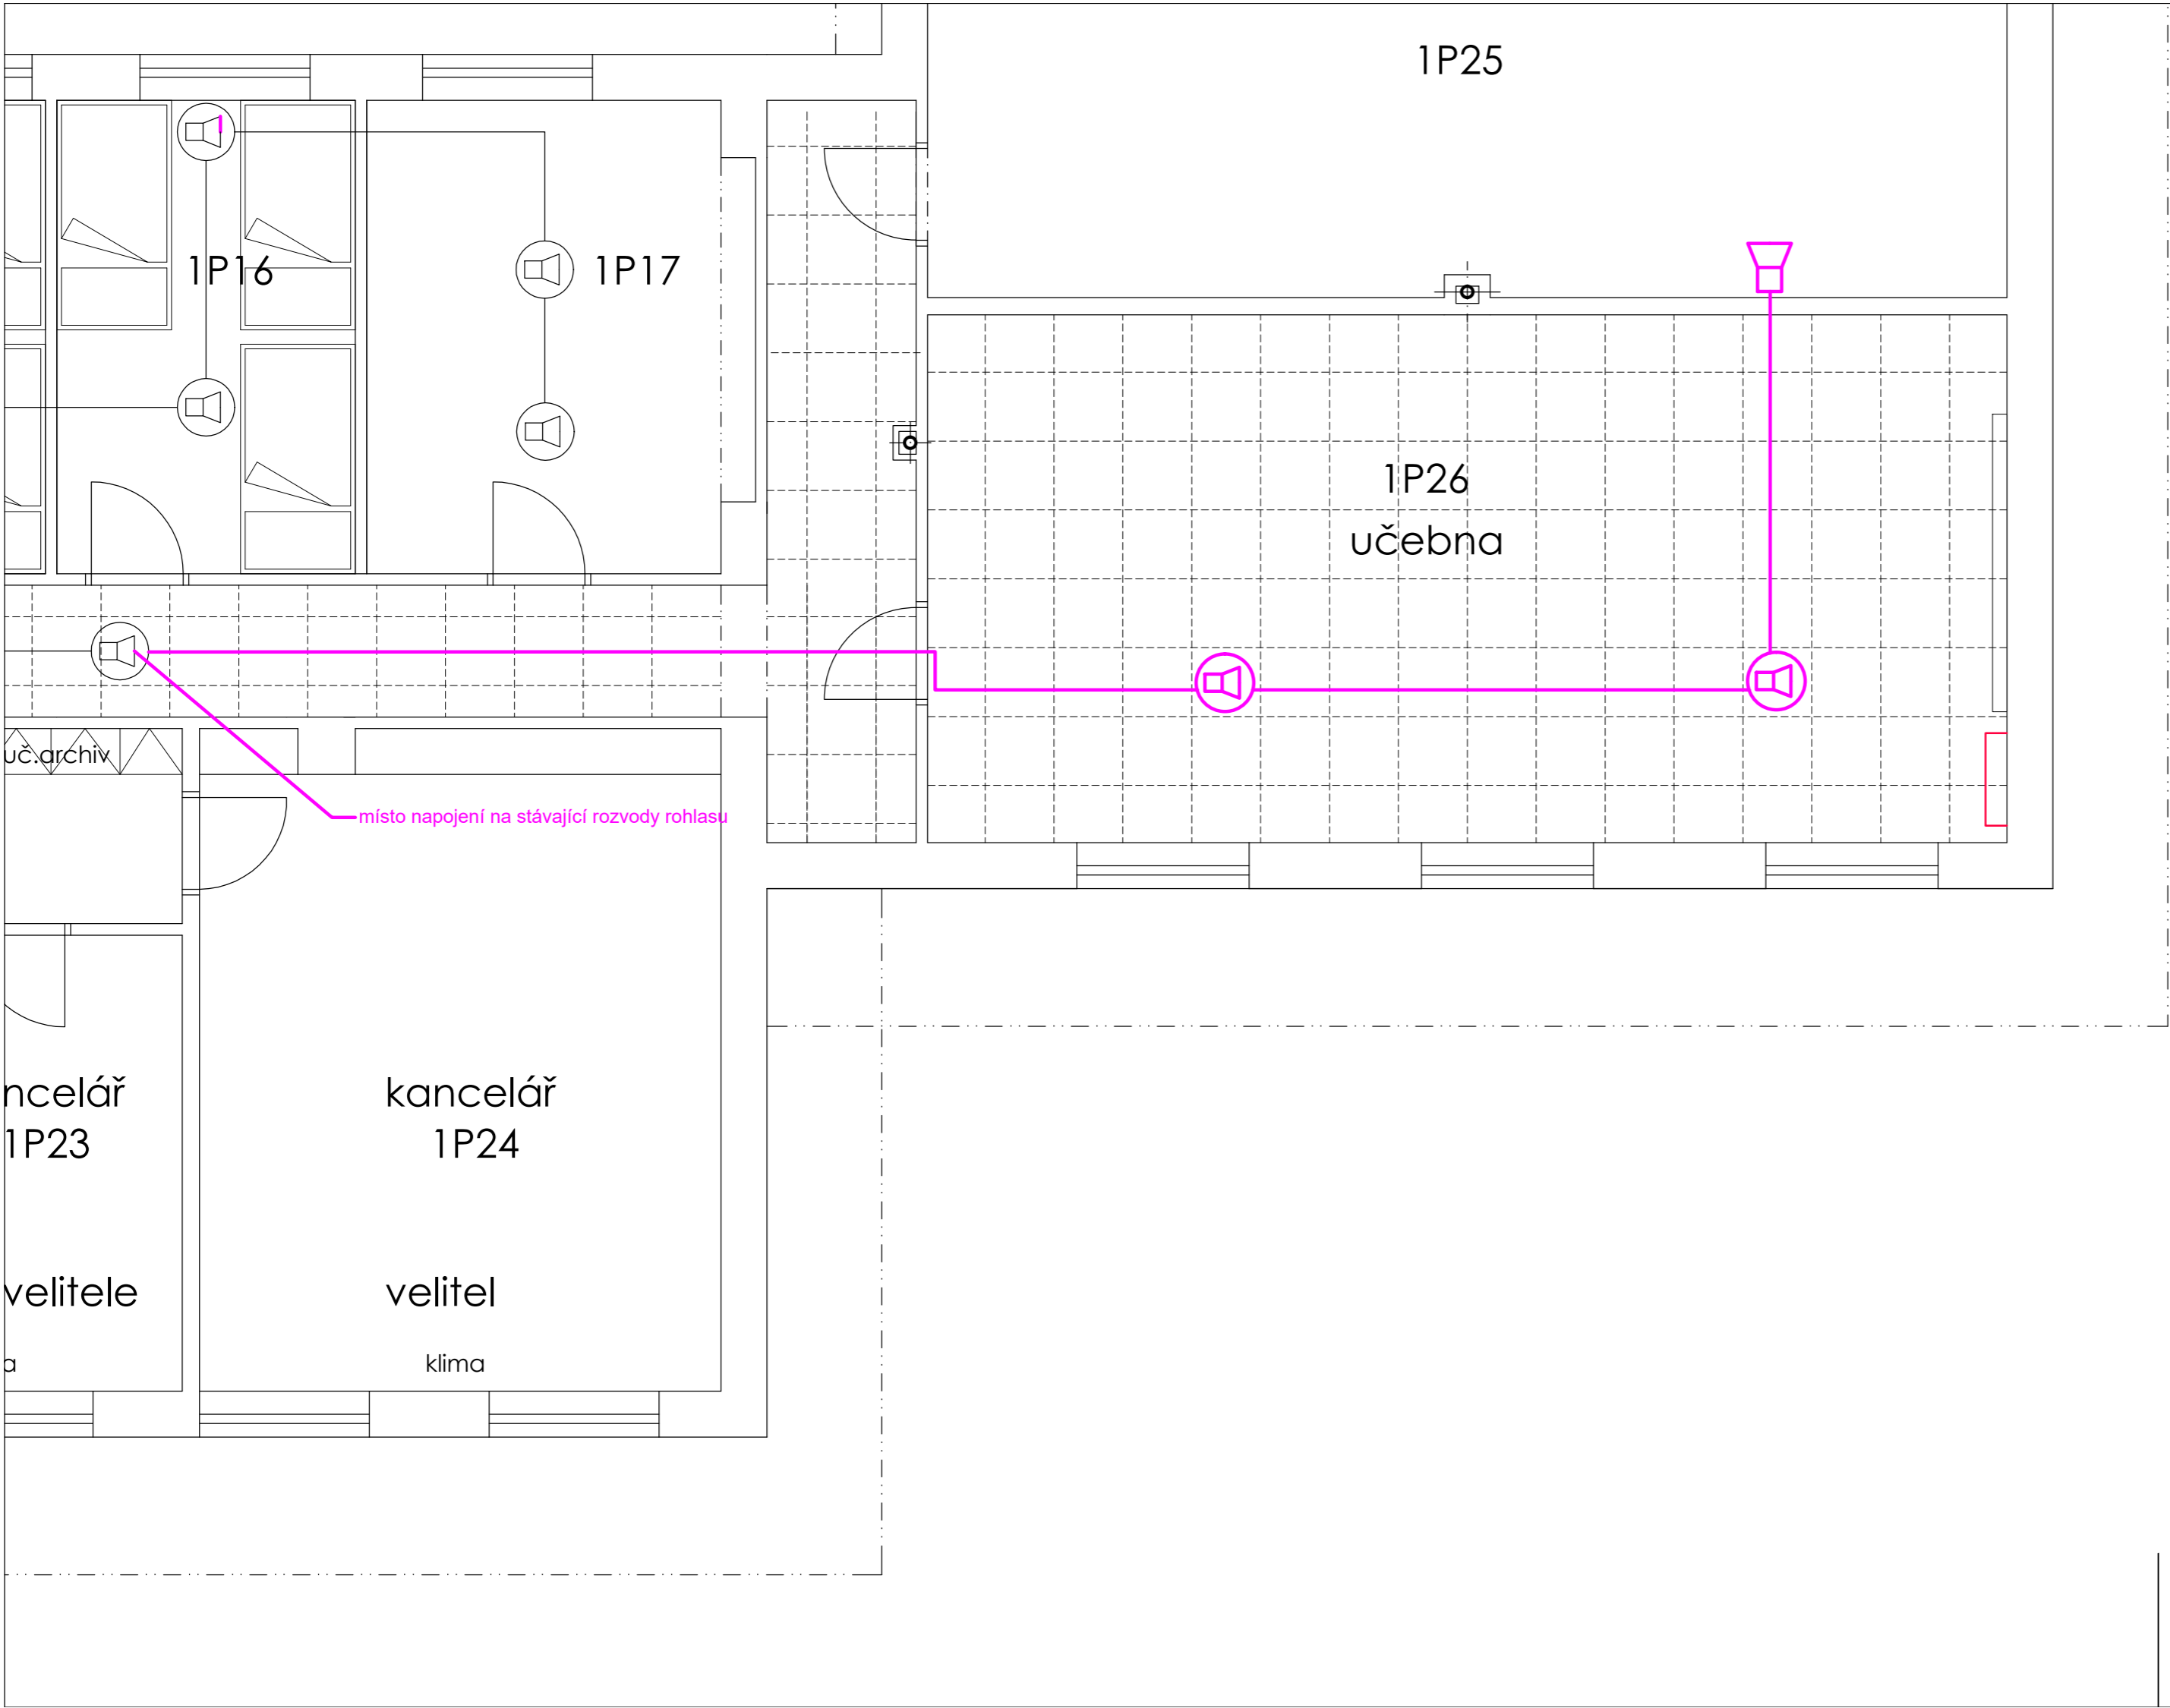 1P25
1P16
1P17
1P26
učebna
uč.archiv
místo napojení na stávající rozvody rohlasu
ncelář
1P23
kancelář
1P24
velitele
velitel
a
klima